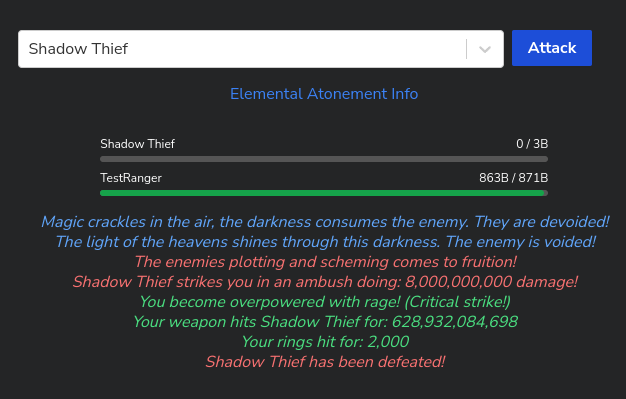 Shadow Thief
Attack
Elemental Atonement Info
Shadow Thief 0 / 3B
TestRanger 863B / 871B
Magic crackles in the air, the darkness consumes the enemy. They are devoided!
The light of the heavens shines through this darkness. The enemy is voided!
The enemies plotting and scheming comes to fruition!
Shadow Thief strikes you in an ambush doing: 8,000,000,000 damage!
You become overpowered with rage! (Critical strike!)
Your weapon hits Shadow Thief for: 628,932,084,698
Your rings hit for: 2,000
Shadow Thief has been defeated!